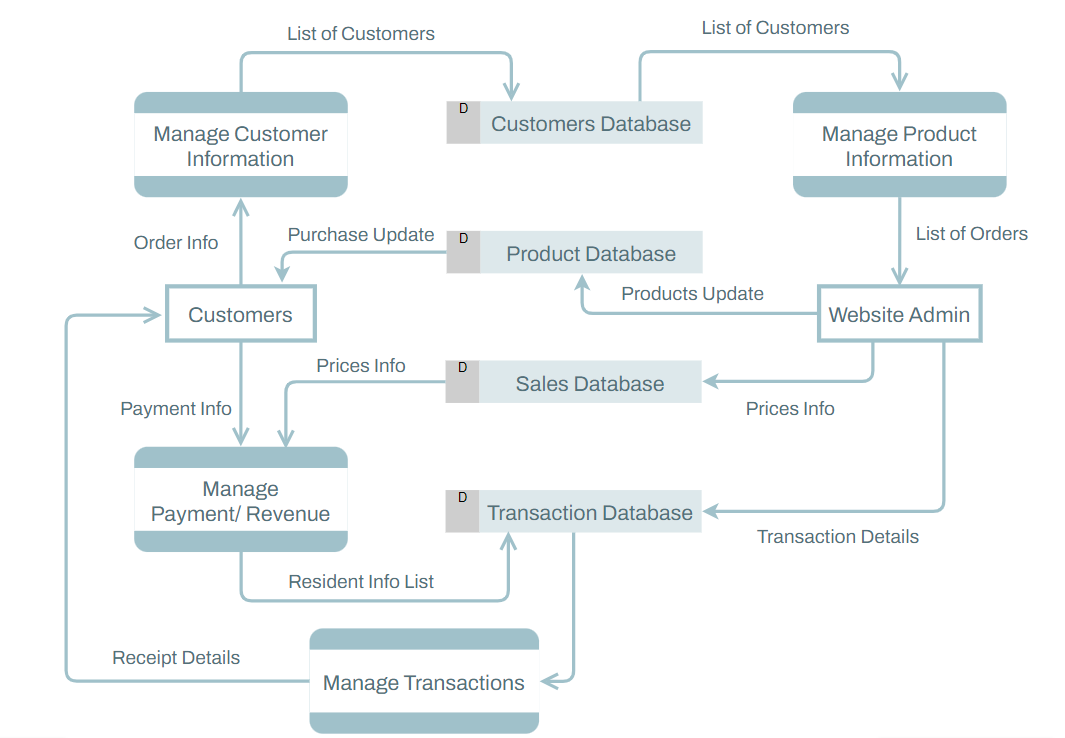 List of Customers
List of Customers
D
Customers Database
Manage Customer
Information
Manage Product
Information
Order Info
Purchase Update
D
Product Database
List of Orders
Products Update
Customers
Website Admin
Prices Info
D
Sales Database
Payment Info
Prices Info
Manage
Payment/ Revenue
D
Transaction Database
Transaction Details
Resident Info List
Receipt Details
Manage Transactions